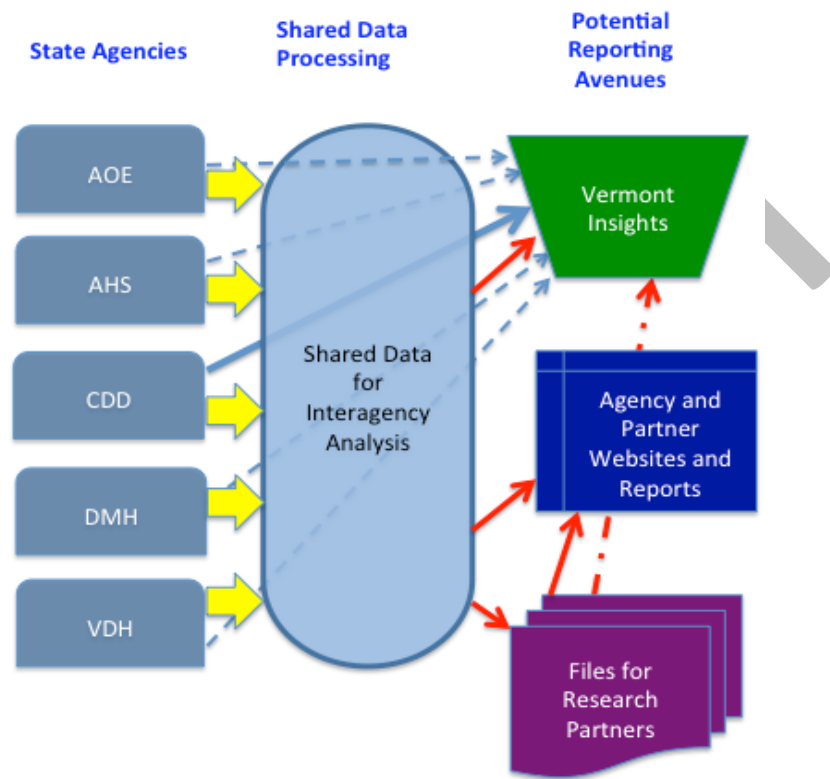 State Agencies
Shared Data
Processing
Potential
Reporting
Avenues
AOE
AHS
CDD
DMH
VDH
Shared Data
for
Interagency
Analysis
Vermont
Insights
Agency and
Partner
Websites and
Reports
Files for
Research
Partners